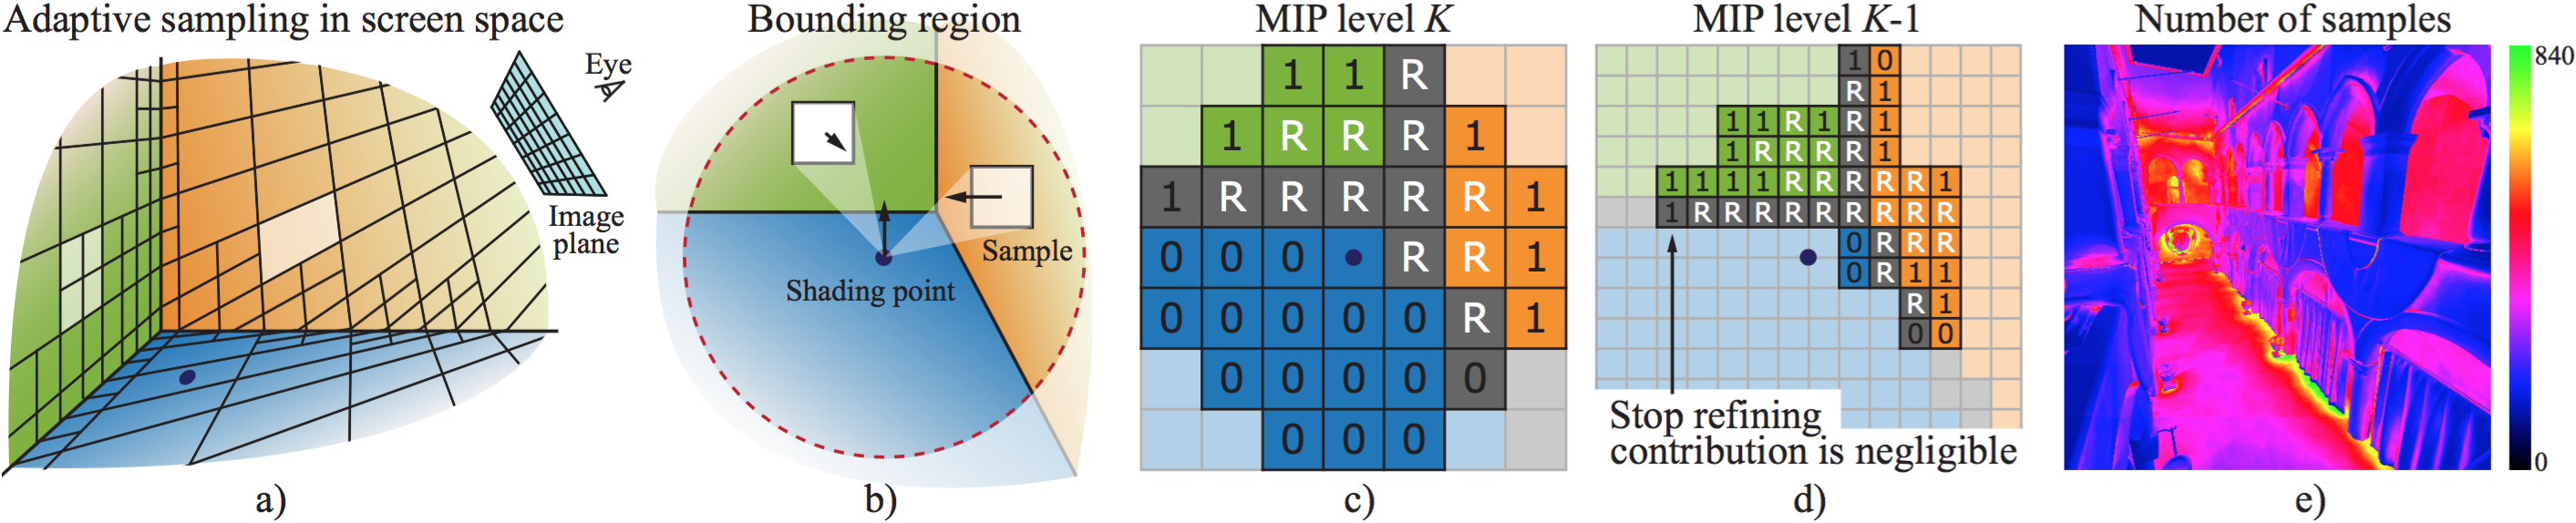 Adaptive sampling in screen space
Eye
Image
plane
a)
Bounding region
Sample
Shading point
b)
MIP level K
1 1 R
1 R R R 1
1 R R R R R 1
0 0 0 R R 1
0 0 0 0 0 R 1
0 0 0 0 0
0 0 0
c)
MIP level K-1
1 0
R 1
1 1 R 1 R 1
1 R R R R 1
1 1 1 1 R R R R R 1
1 R R R R R R R R R
0 R R R
0 R 1 1
R 1
0 0
Stop refining
contribution is negligible
d)
Number of samples
840
0
e)